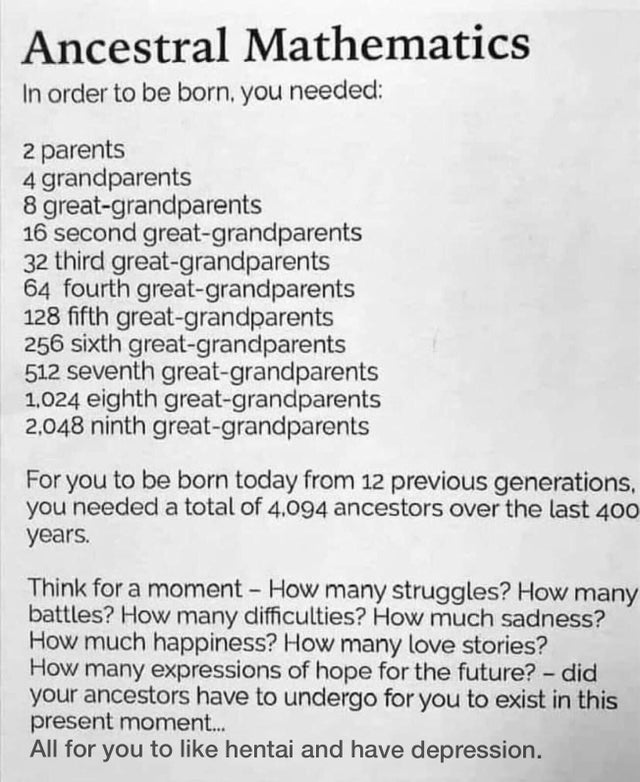 Ancestral Mathematics
In order to be born, you needed:
2 parents
4 grandparents
8 great-grandparents
16 second great-grandparents
32 third great-grandparents
64 fourth great-grandparents
128 fifth great-grandparents
256 sixth great-grandparents
512 seventh great-grandparents
1,024 eighth great-grandparents
2,048 ninth great-grandparents
For you to be born today from 12 previous generations,
you needed a total of 4,094 ancestors over the last 400
years.
Think for a moment – How many struggles? How many
battles? How many difficulties? How much sadness?
How much happiness? How many love stories?
How many expressions of hope for the future? – did
your ancestors have to undergo for you to exist in this
present moment...
All for you to like hentai and have depression.